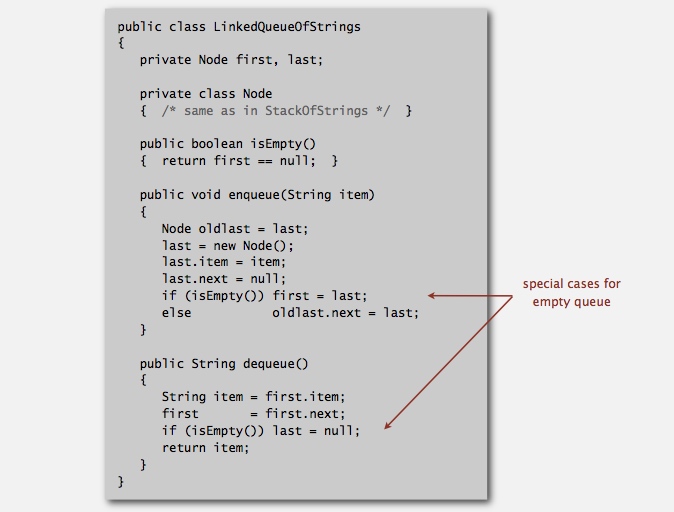 public class LinkedQueueOfStrings
{
private Node first, last;
private class Node
{ /* same as in StackOfStrings */ }
public boolean isEmpty()
{ return first == null; }
public void enqueue(String item)
{
Node oldlast = last;
last = new Node();
last.item = item;
last.next = null;
if (isEmpty()) first = last;
else oldlast.next = last;
}
public String dequeue()
{
String item = first.item;
first = first.next;
if (isEmpty()) last = null;
return item;
}
}
special cases for
empty queue